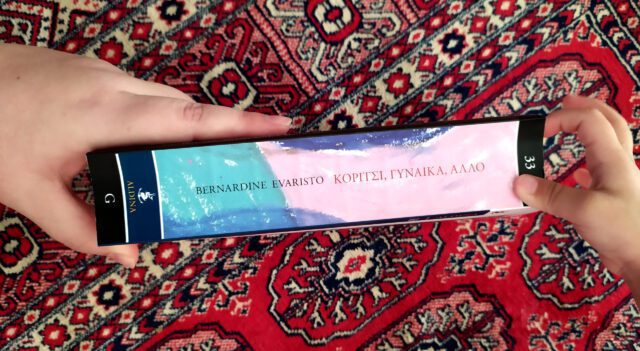 G
ALDINA
BERNARDINE EVARISTO ΚΟΡΙΤΣΙ, ΓΥΝΑΙΚΑ, ΑΛΛΟ
33